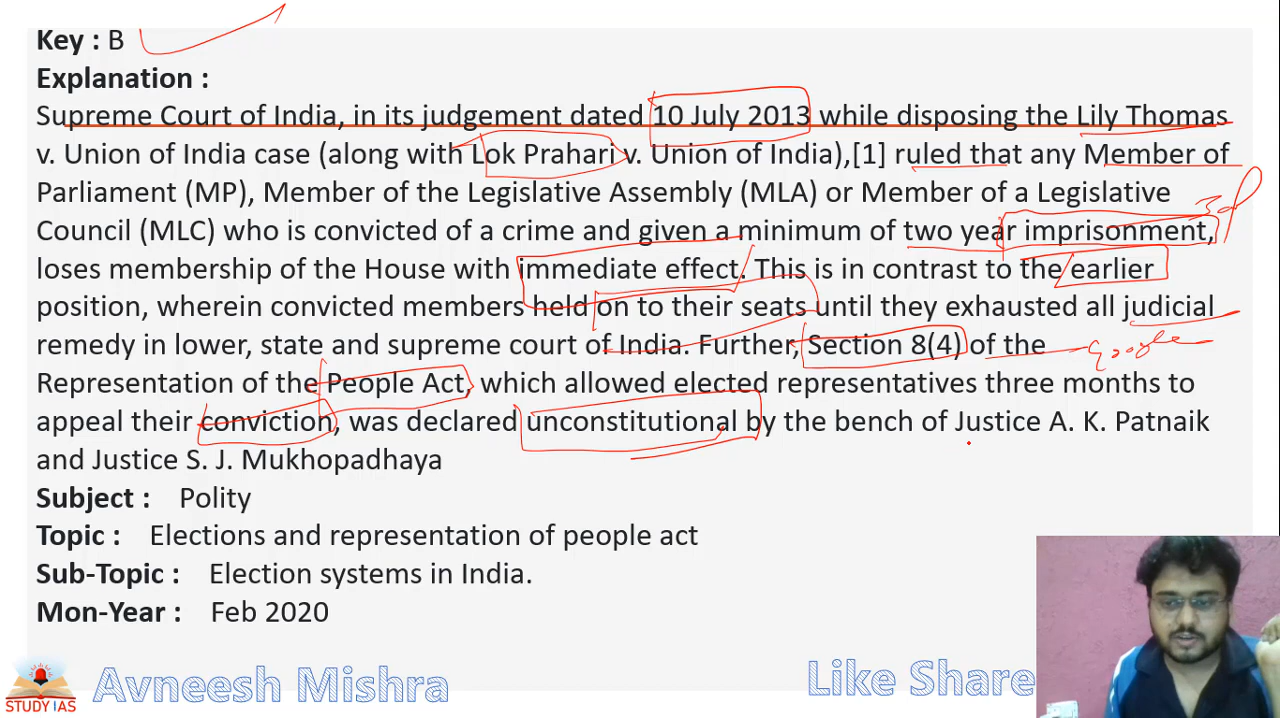 Key : B
Explanation :
Supreme Court of India, in its judgement dated 10 July 2013 while disposing the Lily Thomas
v. Union of India case (along with Lok Prahari v. Union of India),[1] ruled that any Member of
Parliament (MP), Member of the Legislative Assembly (MLA) or Member of a Legislative
Council (MLC) who is convicted of a crime and given a minimum of two year imprisonment,
loses membership of the House with immediate effect. This is in contrast to the earlier
position, wherein convicted members held on to their seats until they exhausted all judicial
remedy in lower, state and supreme court of India. Further, Section 8(4) of the
Google
Representation of the People Act, which allowed elected representatives three months to
appeal their conviction, was declared unconstitutional by the bench of Justice A. K. Patnaik
and Justice S. J. Mukhopadhaya
Subject : Polity
Topic : Elections and representation of people act
Sub-Topic : Election systems in India.
Mon-Year : Feb 2020
STUDY IAS
Avneesh Mishra
Like Share